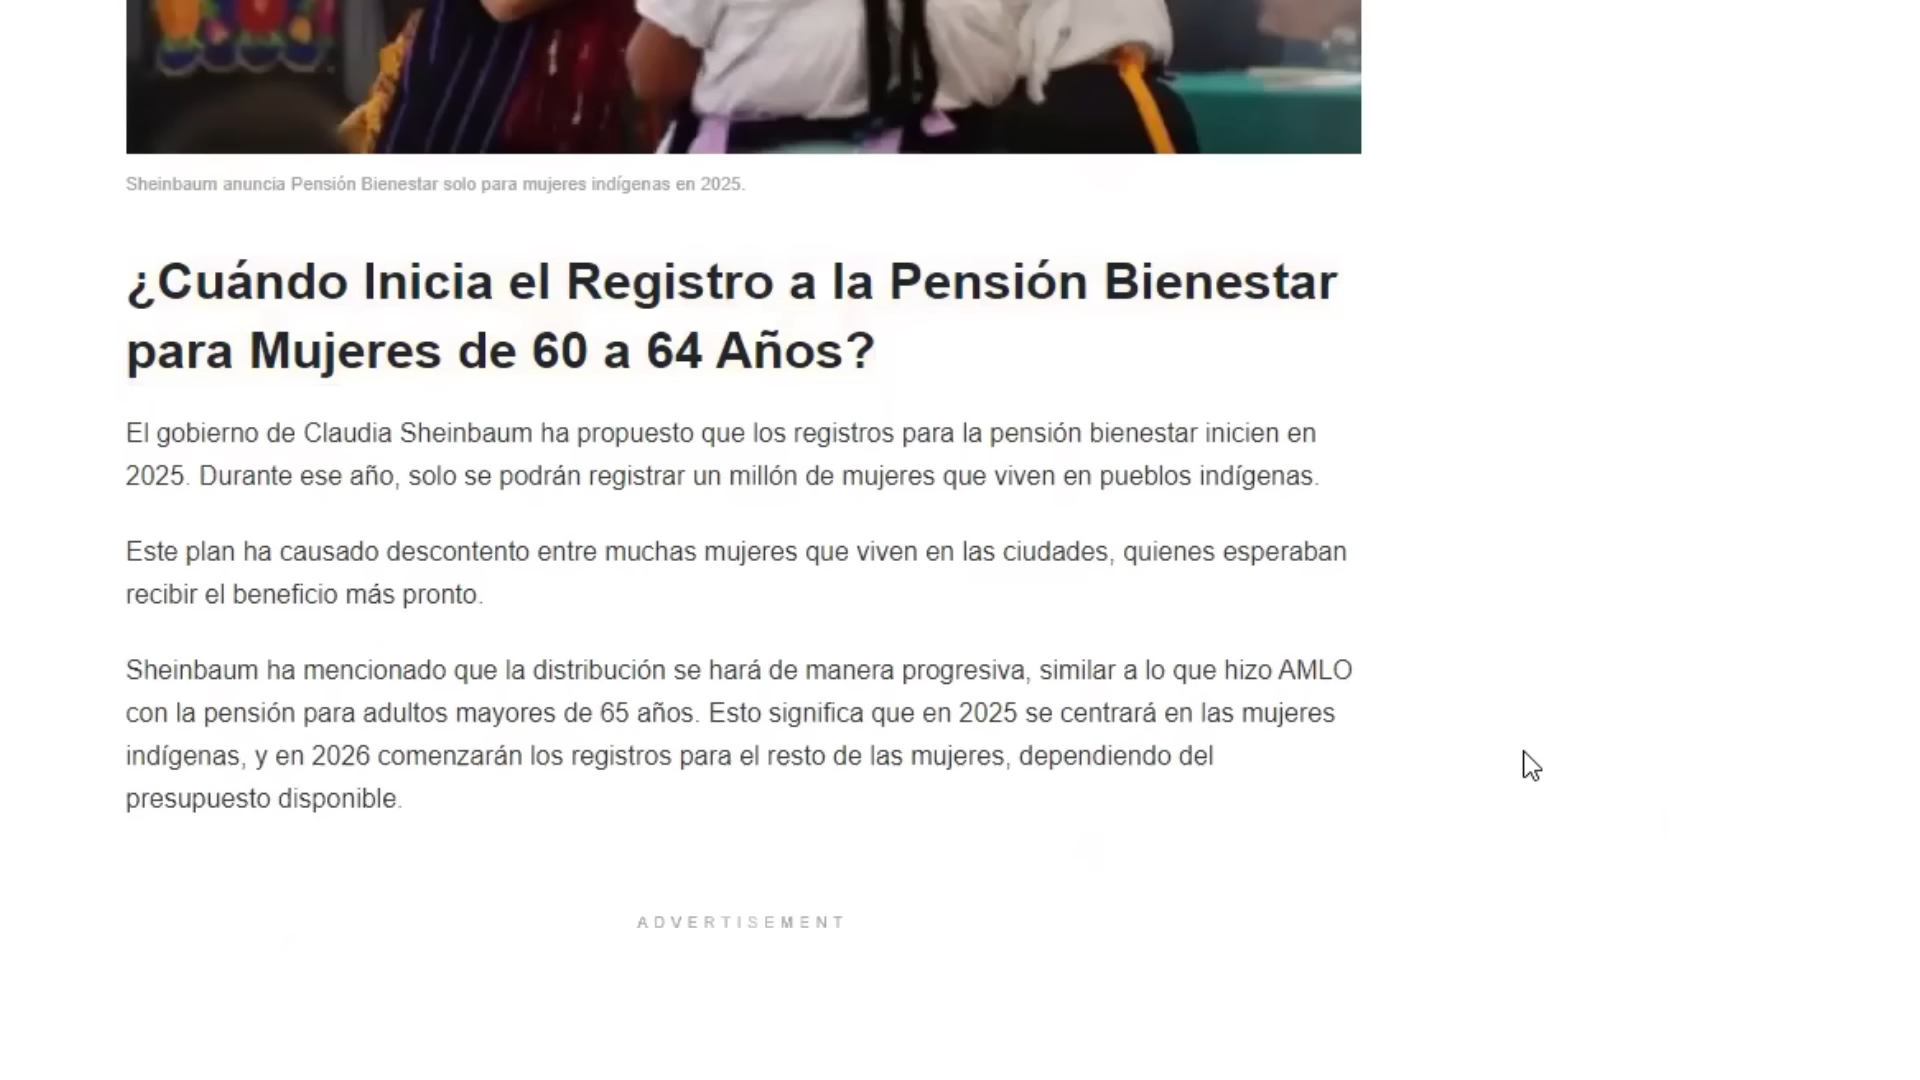 Sheinbaum anuncia Pensión Bienestar solo para mujeres indígenas en 2025.
¿Cuándo Inicia el Registro a la Pensión Bienestar
para Mujeres de 60 a 64 Años?
El gobierno de Claudia Sheinbaum ha propuesto que los registros para la pensión bienestar inicien en
2025. Durante ese año, solo se podrán registrar un millón de mujeres que viven en pueblos indígenas.
Este plan ha causado descontento entre muchas mujeres que viven en las ciudades, quienes esperaban
recibir el beneficio más pronto.
Sheinbaum ha mencionado que la distribución se hará de manera progresiva, similar a lo que hizo AMLO
con la pensión para adultos mayores de 65 años. Esto significa que en 2025 se centrará en las mujeres
indígenas, y en 2026 comenzarán los registros para el resto de las mujeres, dependiendo del
presupuesto disponible.
ADVERTISEMENT